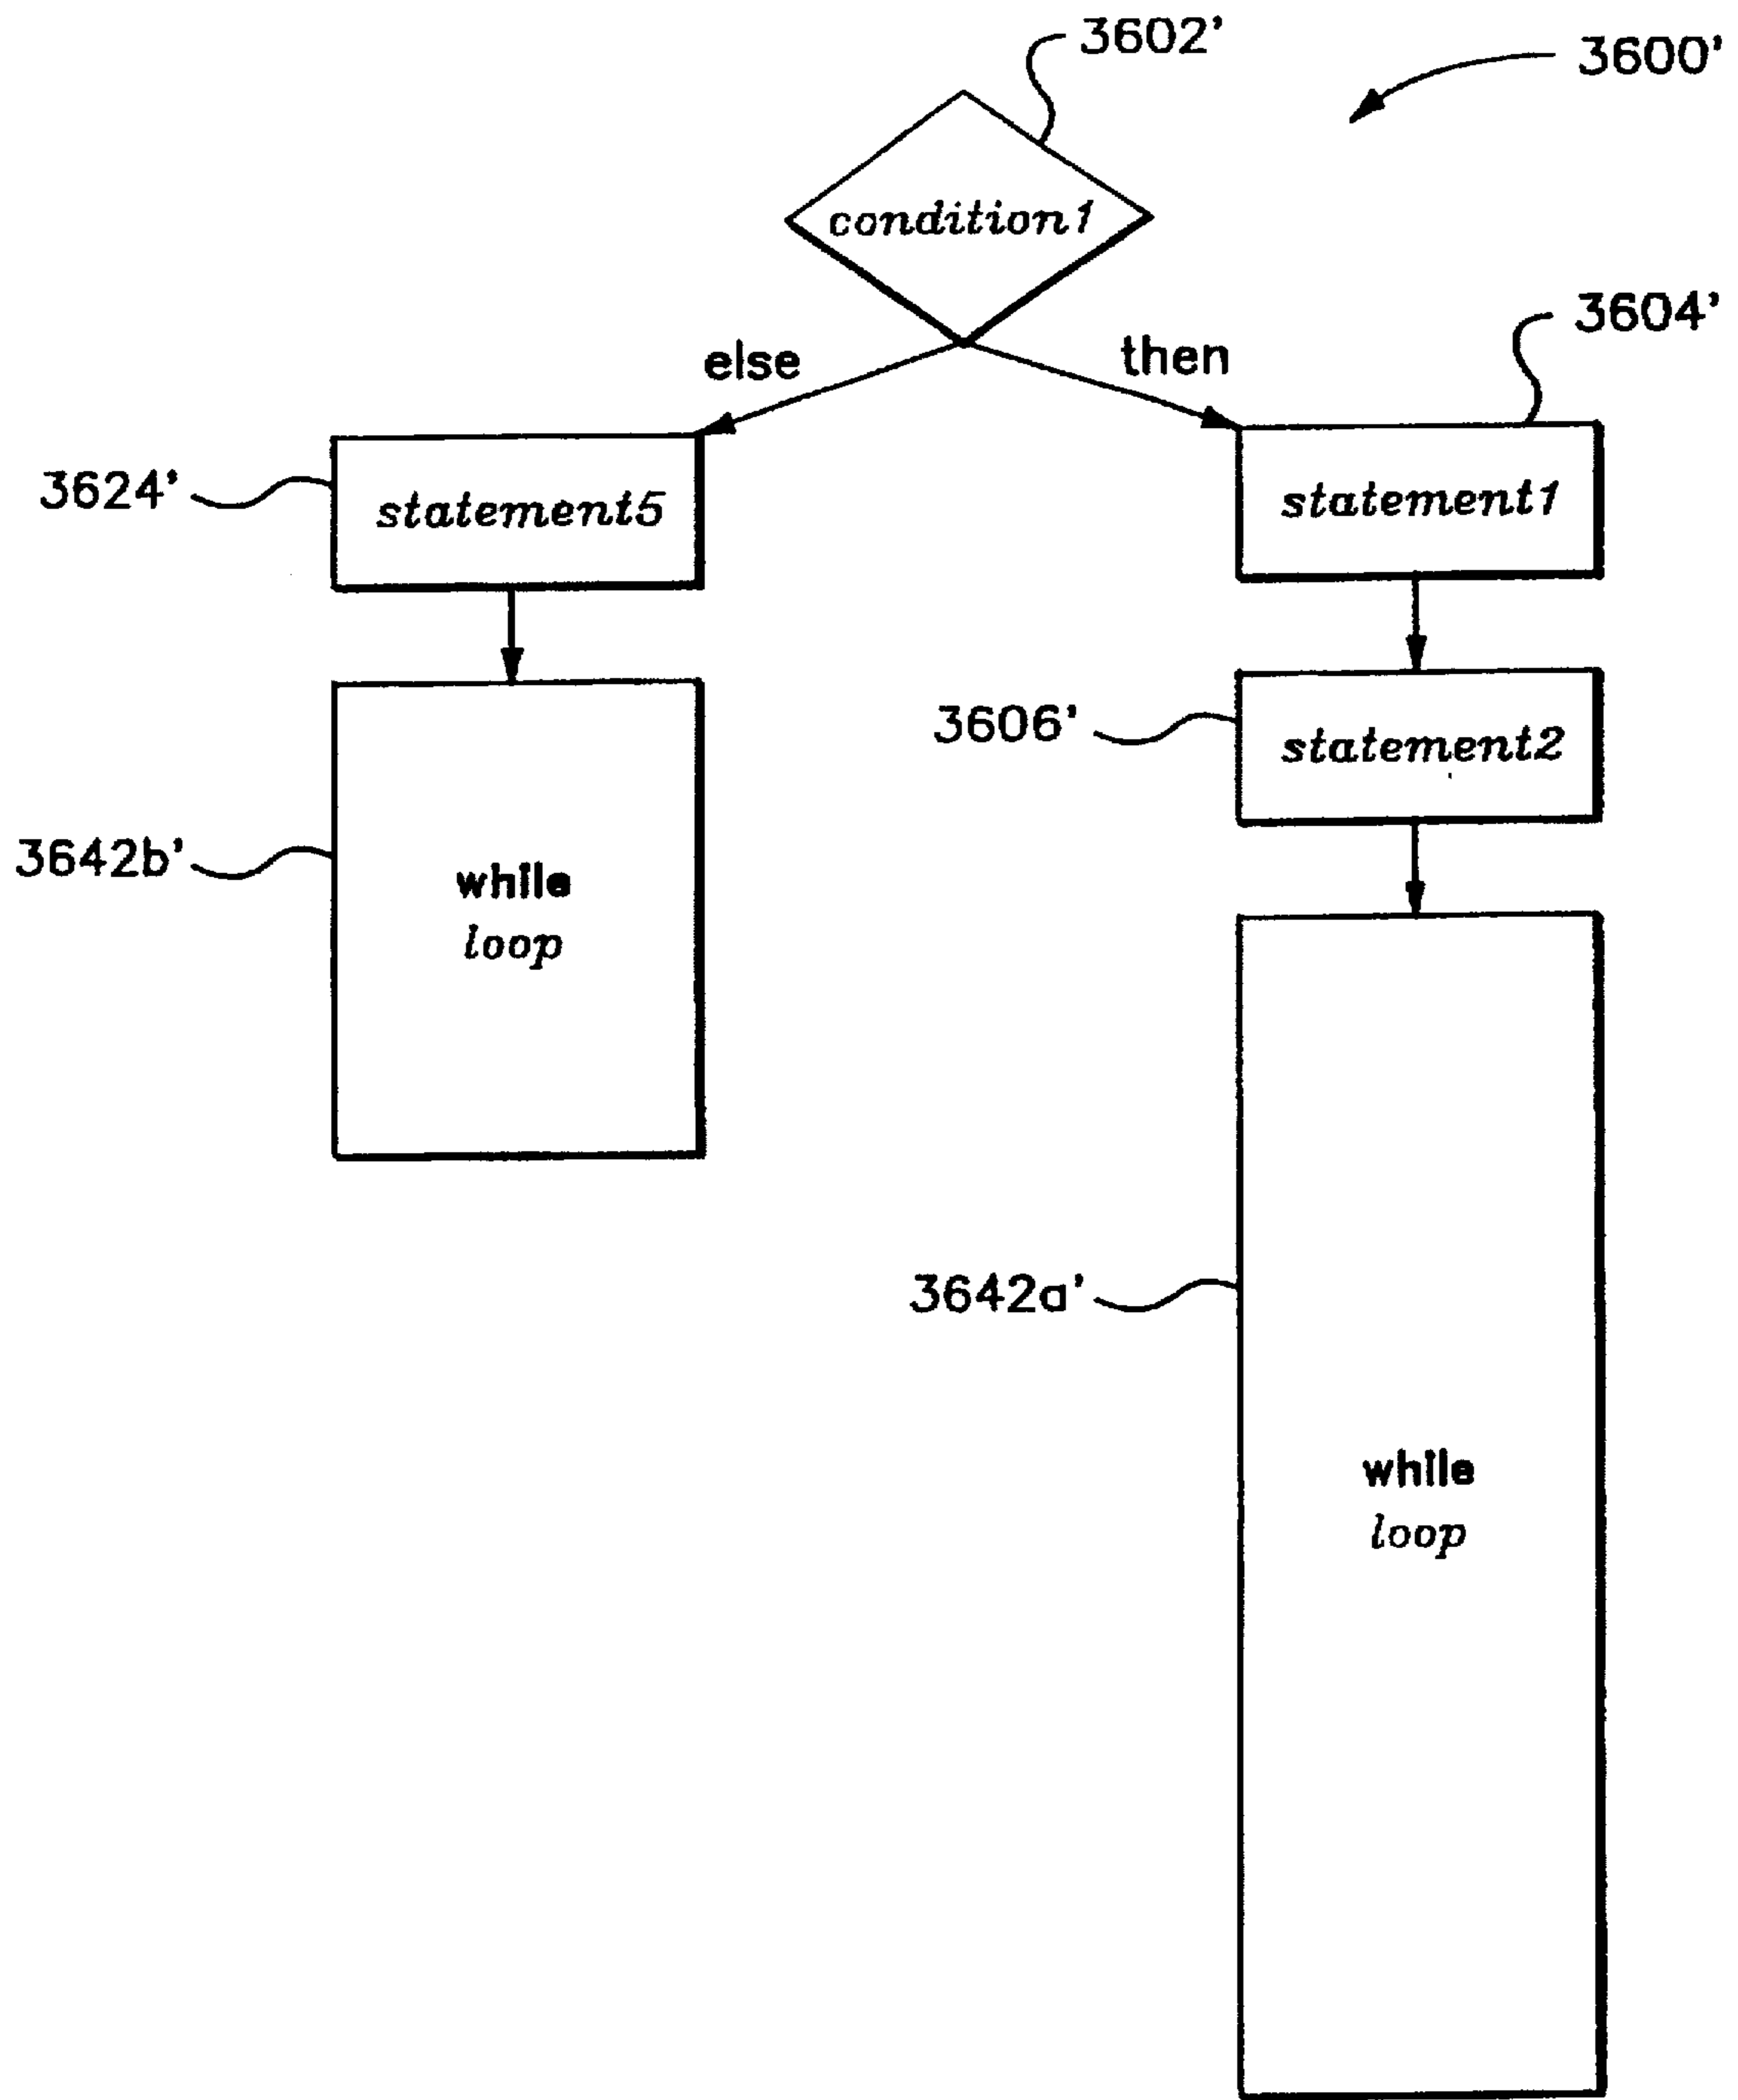 3602'
3600'
condition1
3604'
else
then
3624'
statement5
statement1
3606'
statement2
3642b'
while
loop
3642a'
while
loop